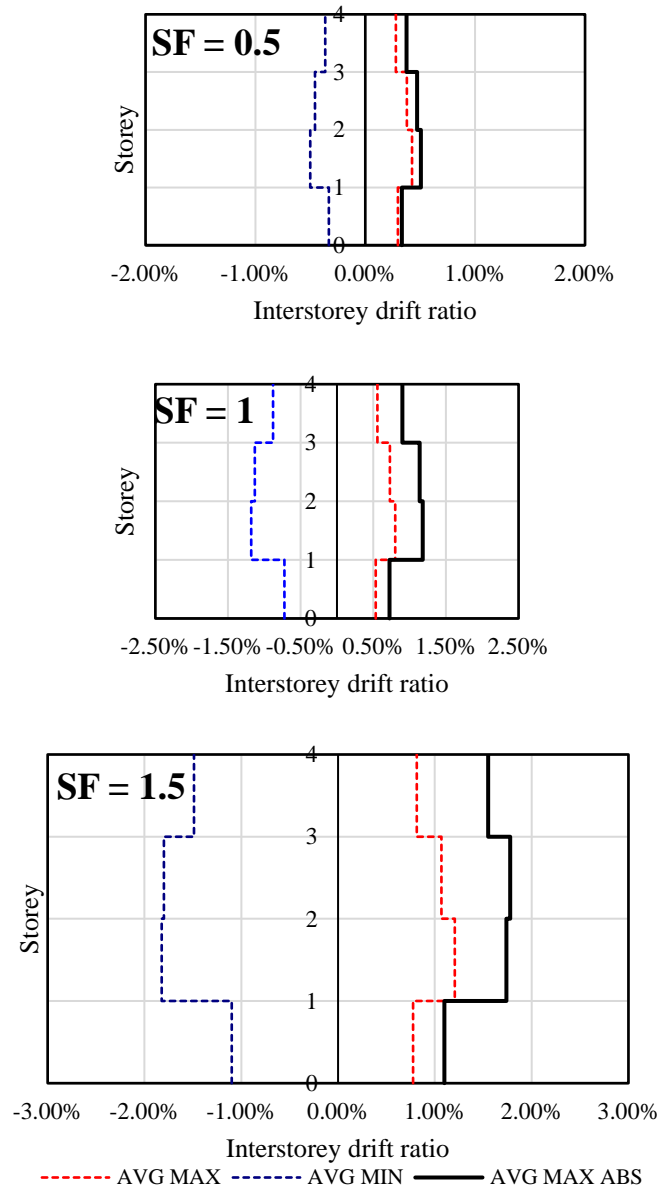 SF = 0.5
4
3
2
1
0
Storey
-2.00% -1.00% 0.00% 1.00% 2.00%
Interstorey drift ratio
SF = 1
4
3
2
1
0
Storey
-2.50% -1.50% -0.50% 0.50% 1.50% 2.50%
Interstorey drift ratio
SF = 1.5
4
3
2
1
0
Storey
-3.00% -2.00% -1.00% 0.00% 1.00% 2.00% 3.00%
Interstorey drift ratio
AVG MAX AVG MIN AVG MAX ABS